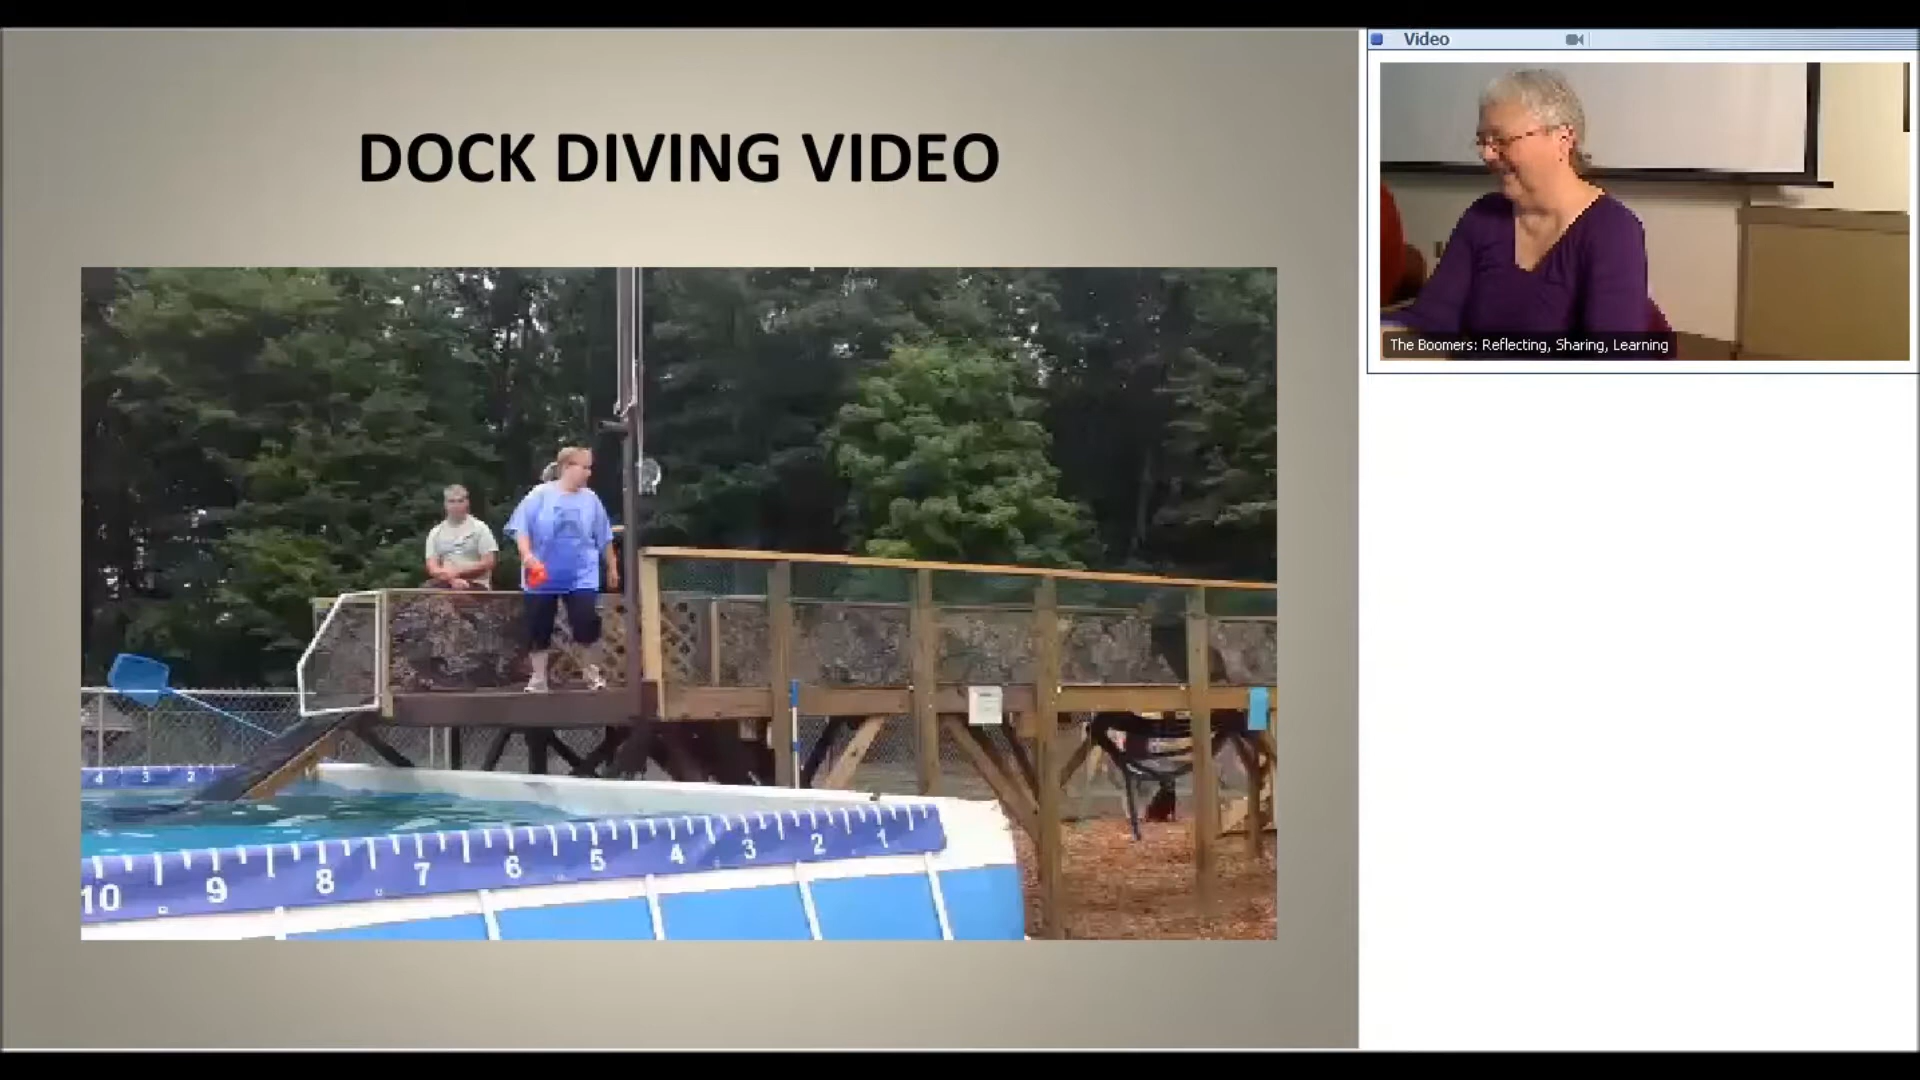 DOCK DIVING VIDEO
Video
The Boomers: Reflecting, Sharing, Learning
4 3 2
10 9 8 7 6 5 4 3 2 1